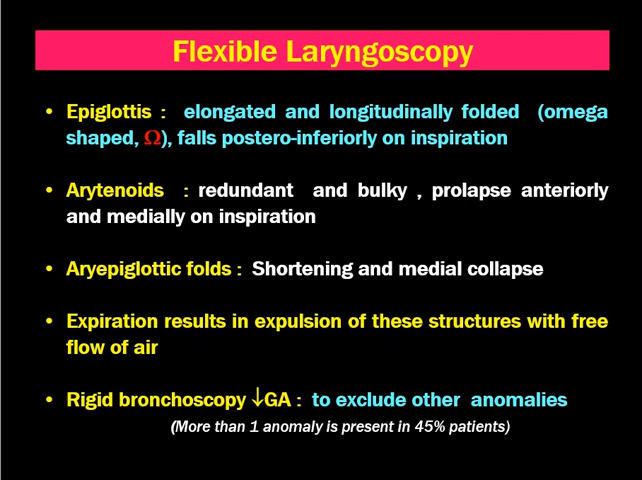 Flexible Laryngoscopy
• Epiglottis : elongated and longitudinally folded (omega
shaped, Ω), falls postero-inferiorly on inspiration
• Arytenoids : redundant and bulky , prolapse anteriorly
and medially on inspiration
• Aryepiglottic folds : Shortening and medial collapse
• Expiration results in expulsion of these structures with free
flow of air
• Rigid bronchoscopy ↓GA : to exclude other anomalies
(More than 1 anomaly is present in 45% patients)